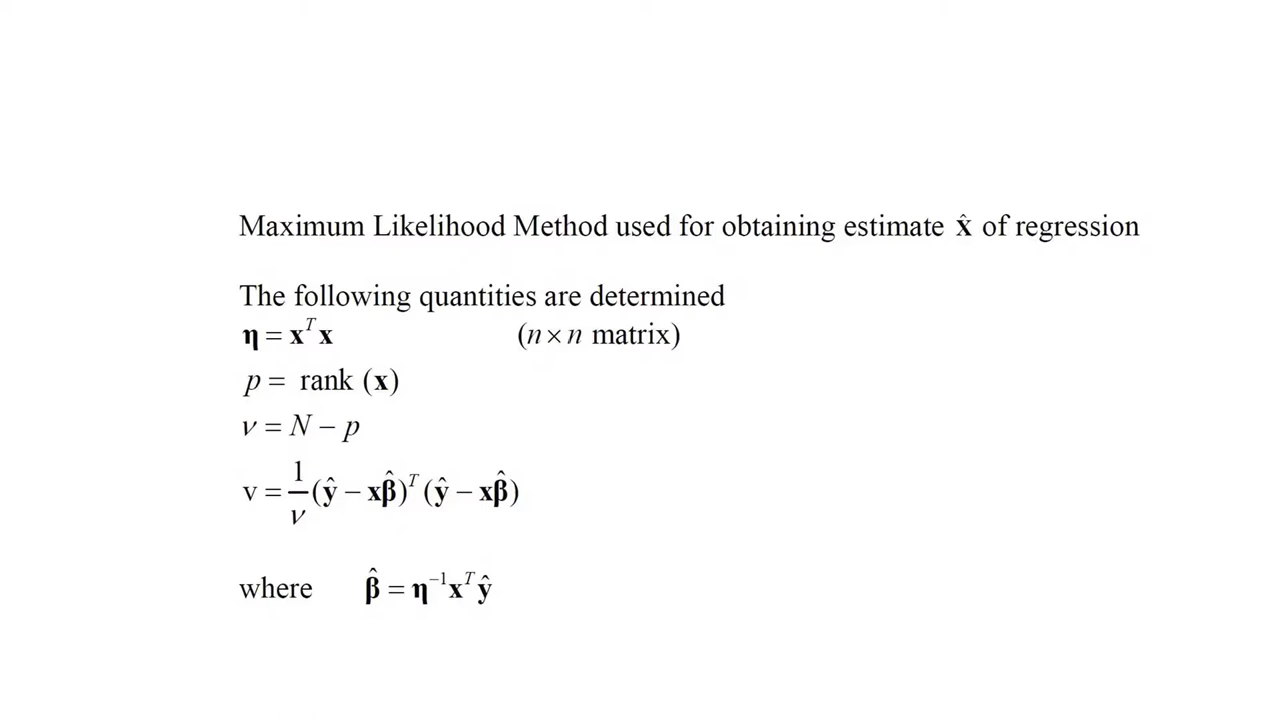 Maximum Likelihood Method used for obtaining estimate x̂ of regression
The following quantities are determined
η = xᵀx (n × n matrix)
p = rank (x)
ν = N − p
v = 1/ν (ŷ − xβ̂)ᵀ (ŷ − xβ̂)
where β̂ = η⁻¹xᵀŷ